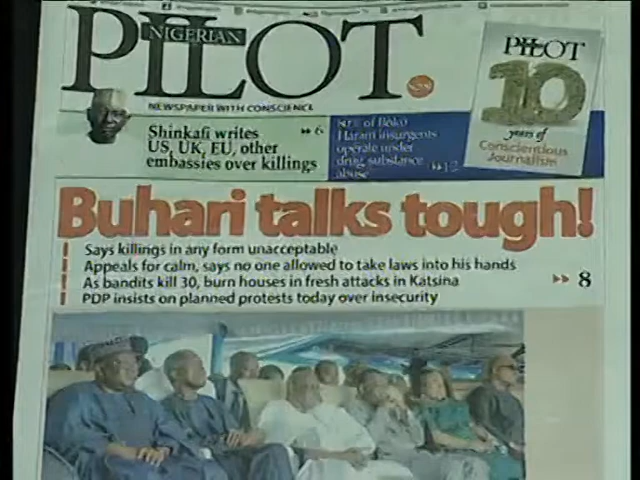 PILOT.
NIGERIAN
NEWSPAPER WITH CONSCIENCE
PILOT
10
years of
Conscientious
Journalism
Shinkafi writes
US, UK, EU, other
embassies over killings
6
of Boko
Haram insurgents
operate under
drug substance
abuse
12
Buhari talks tough!
Says killings in any form unacceptable
Appeals for calm, says no one allowed to take laws into his hands
As bandits kill 30, burn houses in fresh attacks in Katsina
PDP insists on planned protests today over insecurity
8